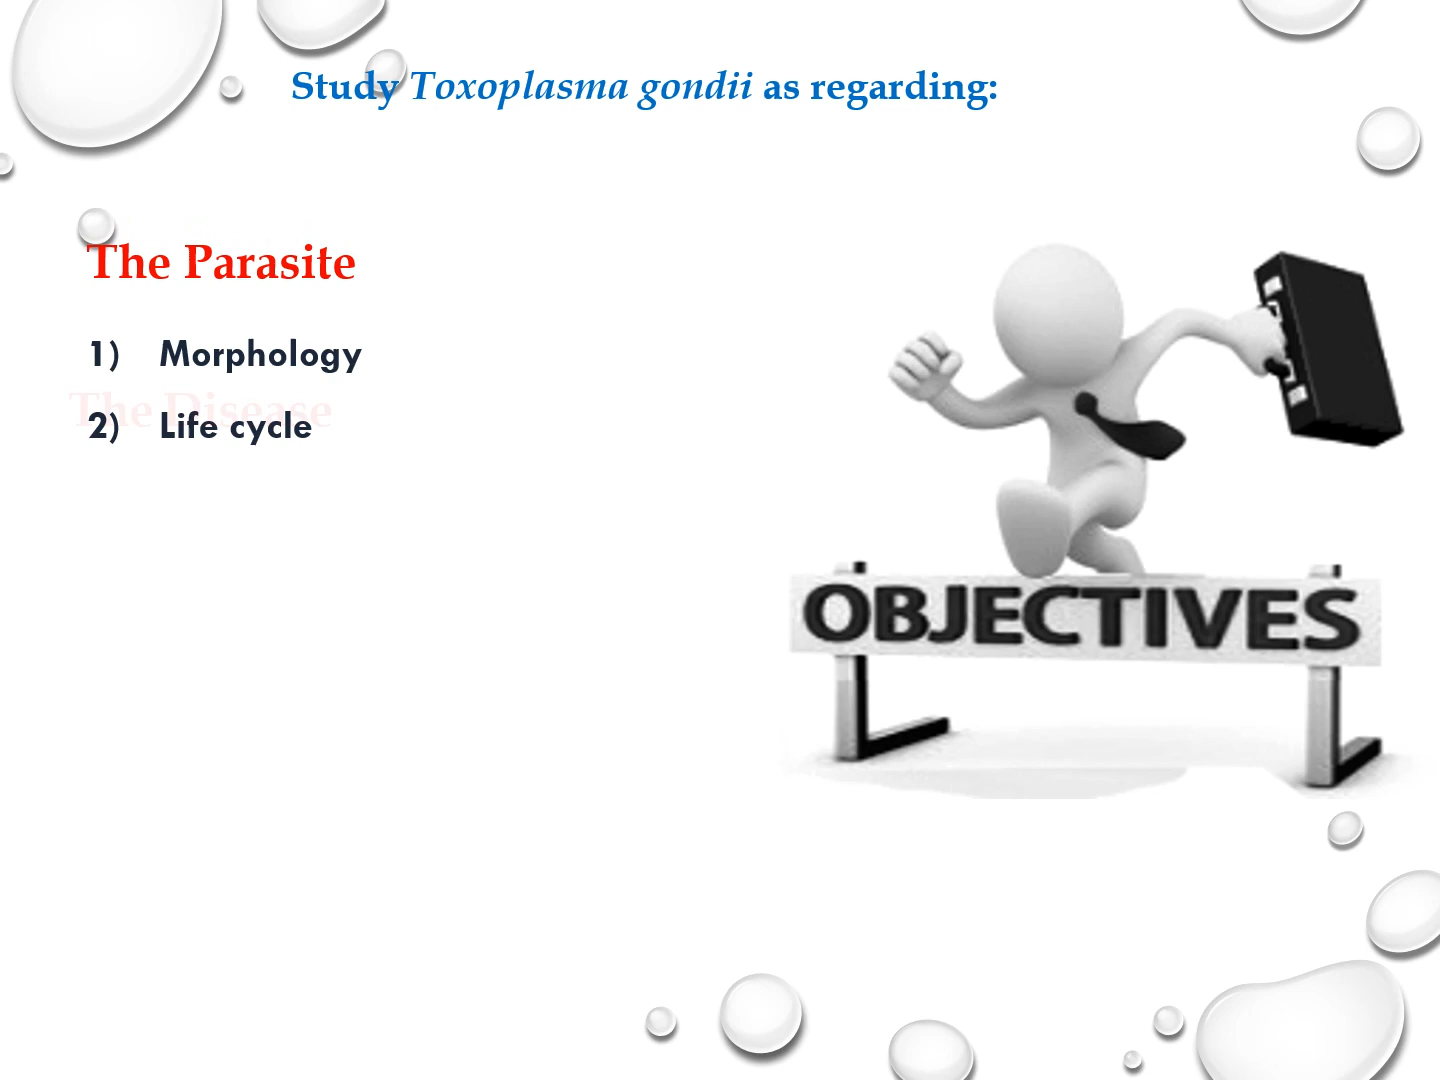 Study Toxoplasma gondii as regarding:
The Parasite
1) Morphology
The Disease
2) Life cycle
OBJECTIVES